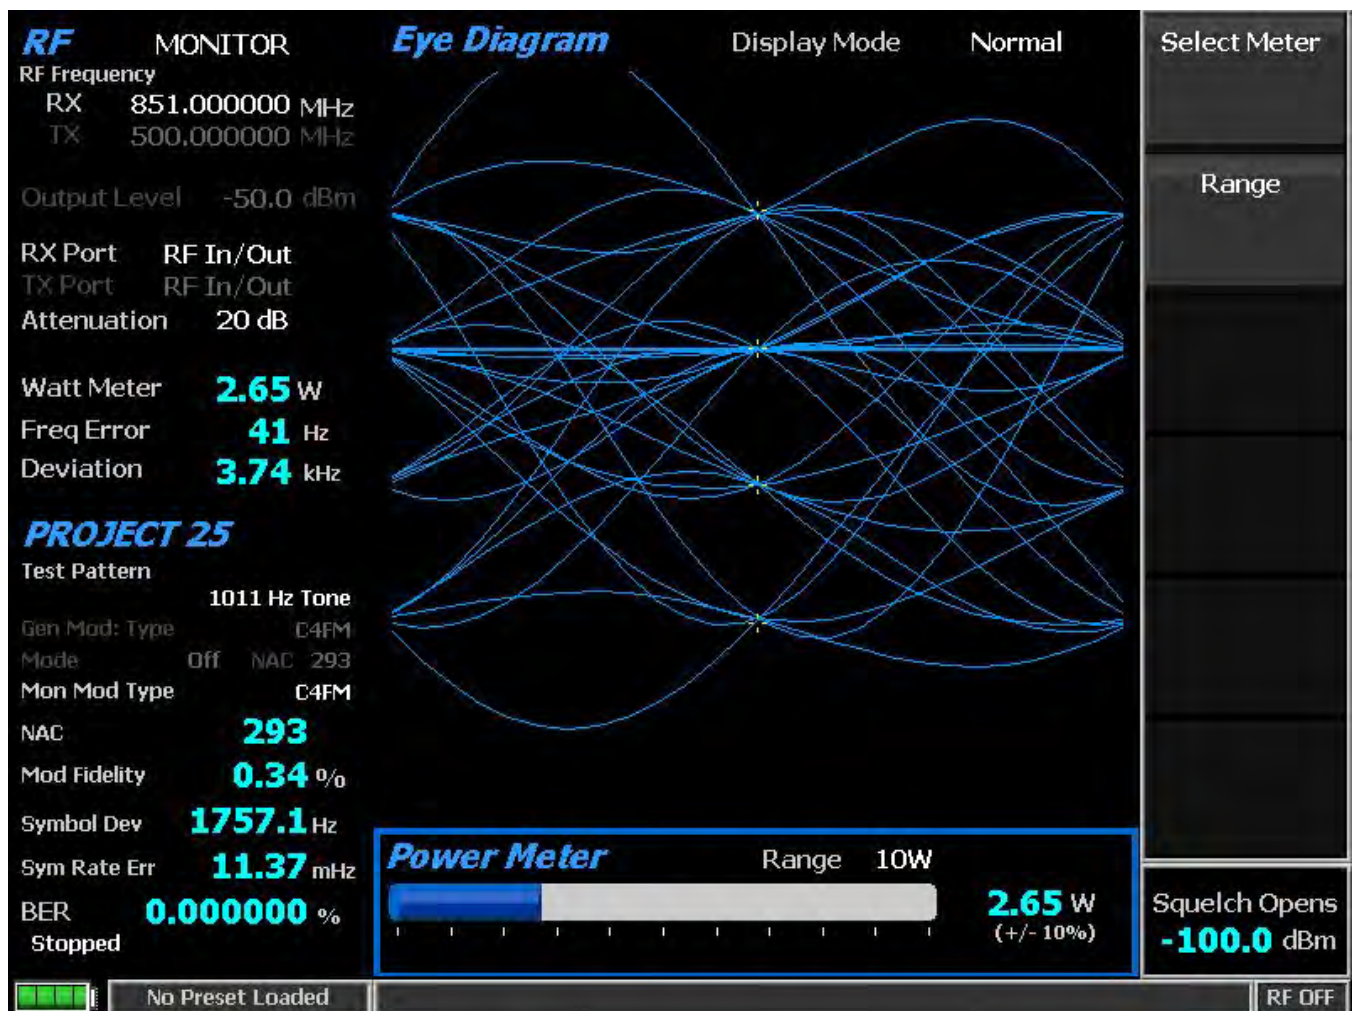 RF MONITOR
RF Frequency
RX 851.000000 MHz
TX 500.000000 MHz
Output Level -50.0 dBm
RX Port RF In/Out
TX Port RF In/Out
Attenuation 20 dB
Watt Meter 2.65 W
Freq Error 41 Hz
Deviation 3.74 kHz
PROJECT 25
Test Pattern
1011 Hz Tone
Gen Mod: Type C4FM
Mode Off NAC 293
Mon Mod Type C4FM
NAC 293
Mod Fidelity 0.34 %
Symbol Dev 1757.1 Hz
Sym Rate Err 11.37 mHz
BER 0.000000 %
Stopped
Eye Diagram Display Mode Normal
Power Meter Range 10W
2.65 W
(+/- 10%)
Select Meter
Range
Squelch Opens
-100.0 dBm
No Preset Loaded
RF OFF